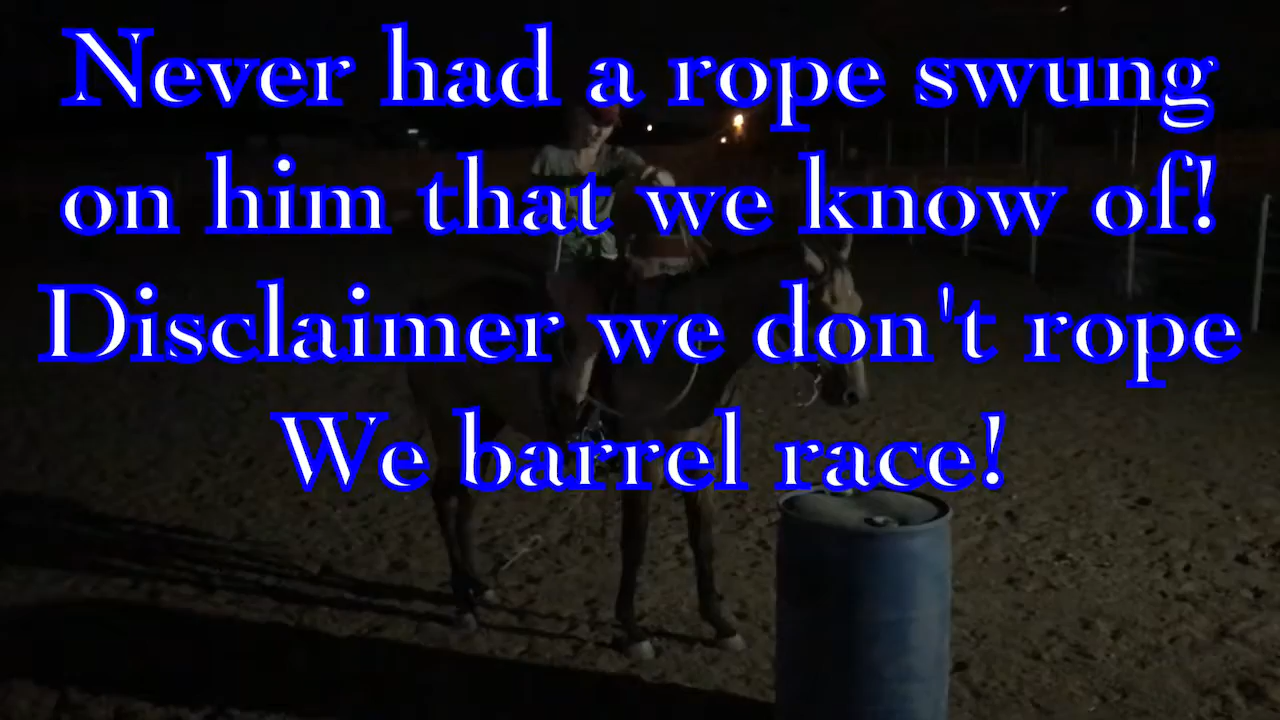 Never had a rope swung
on him that we know of!
Disclaimer we don't rope
We barrel race!